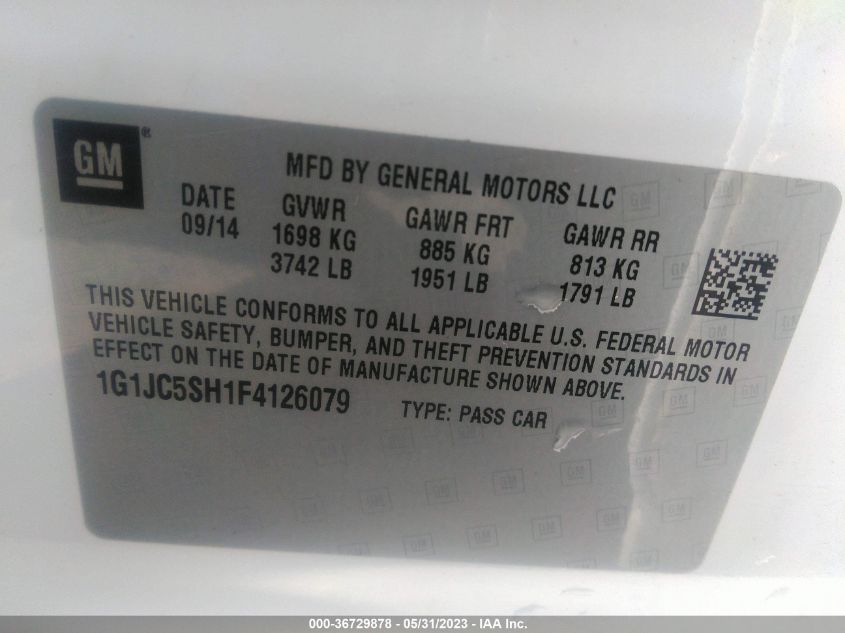 GM ®
MFD BY GENERAL MOTORS LLC
DATE GVWR GAWR FRT GAWR RR
09/14 1698 KG 885 KG 813 KG
3742 LB 1951 LB 1791 LB
THIS VEHICLE CONFORMS TO ALL APPLICABLE U.S. FEDERAL MOTOR
VEHICLE SAFETY, BUMPER, AND THEFT PREVENTION STANDARDS IN
EFFECT ON THE DATE OF MANUFACTURE SHOWN ABOVE.
1G1JC5SH1F4126079 TYPE: PASS CAR
000-36729878 - 05/31/2023 - IAA Inc.